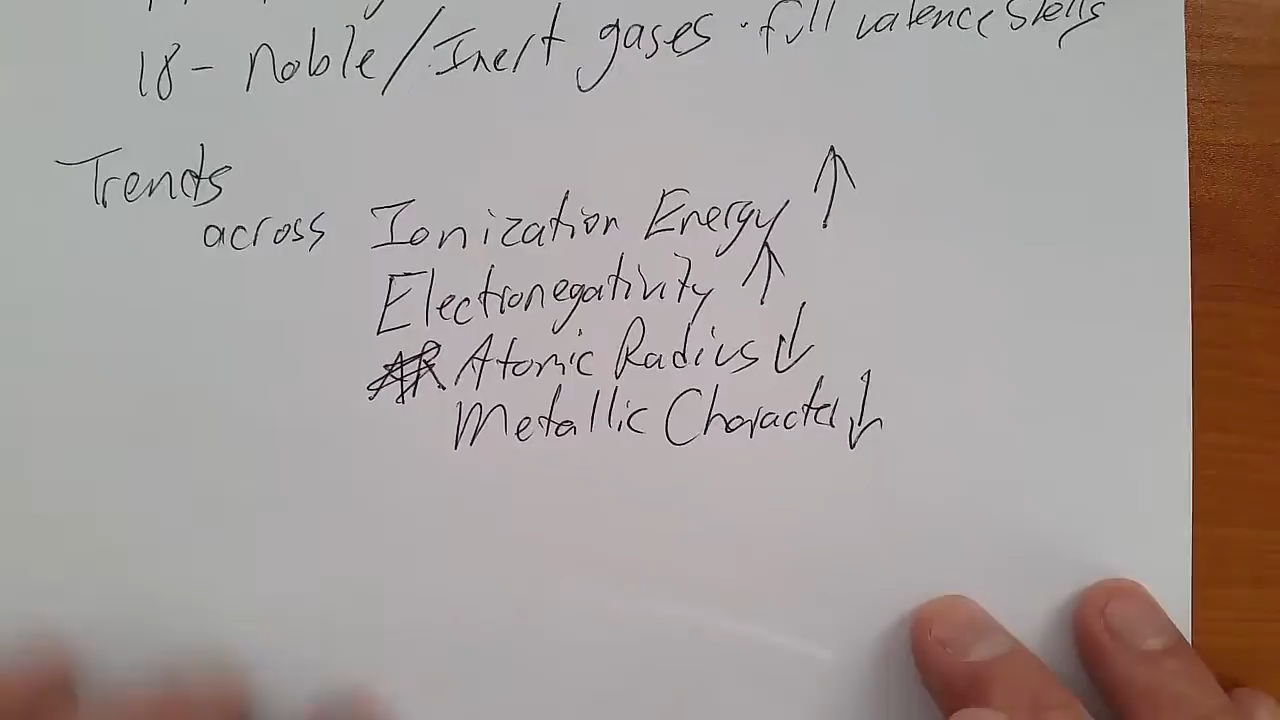 18 - Noble/Inert gases · full valence shells
Trends
across Ionization Energy ↑
Electronegativity ↑
Atomic Radius ↓
Metallic Character ↓